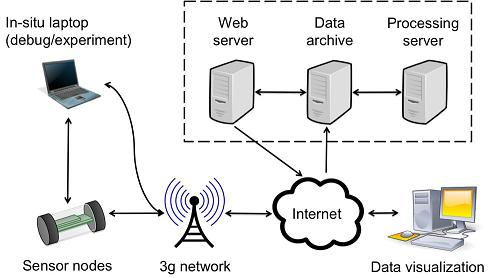 In-situ laptop
(debug/experiment)
Web
server
Data
archive
Processing
server
Internet
Sensor nodes
3g network
Data visualization